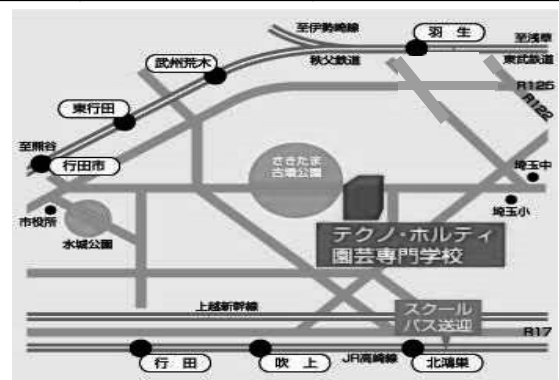 至伊勢崎線
羽生
至浅草
武州荒木
秩父鉄道
東武鉄道
R125
R122
東行田
至熊谷
行田市
さきたま
古墳公園
埼玉中
市役所
埼玉小
水城公園
テクノ・ホルティ
園芸専門学校
上越新幹線
スクール
バス送迎
R17
行田
吹上
JR高崎線
北鴻巣